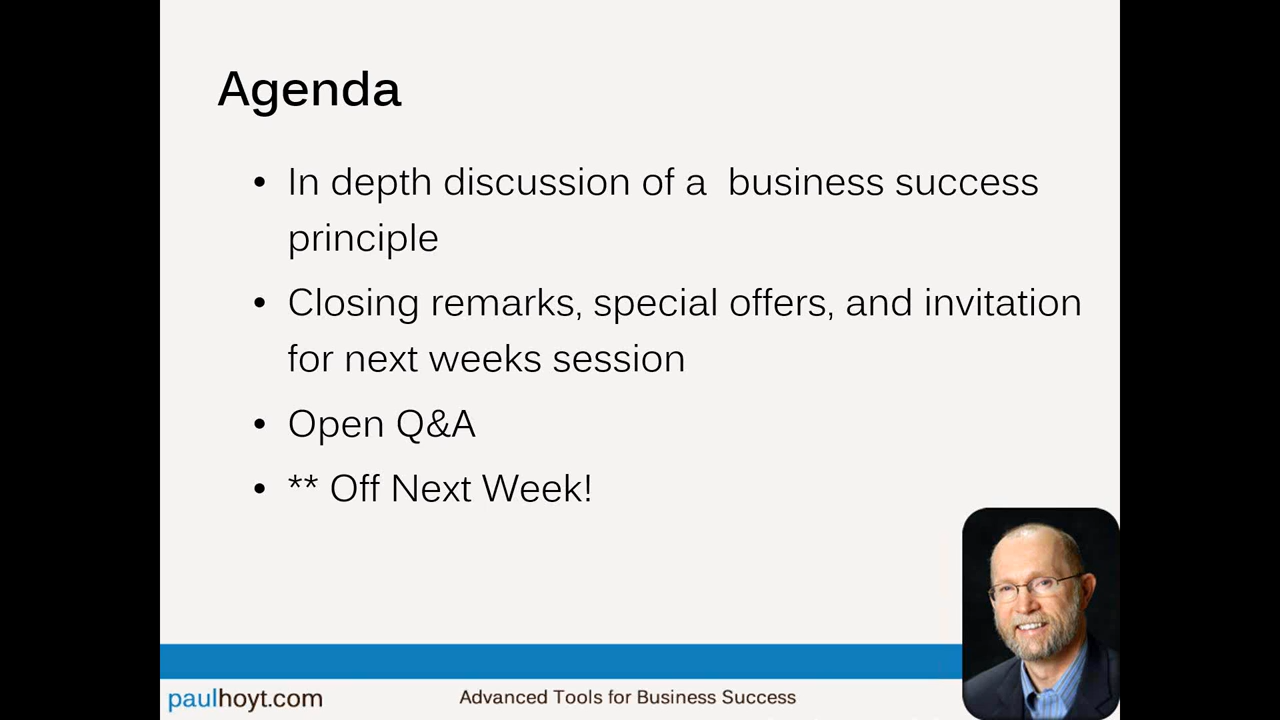 Agenda
• In depth discussion of a  business success
principle
• Closing remarks, special offers, and invitation
for next weeks session
• Open Q&A
• ** Off Next Week!
paulhoyt.com
Advanced Tools for Business Success